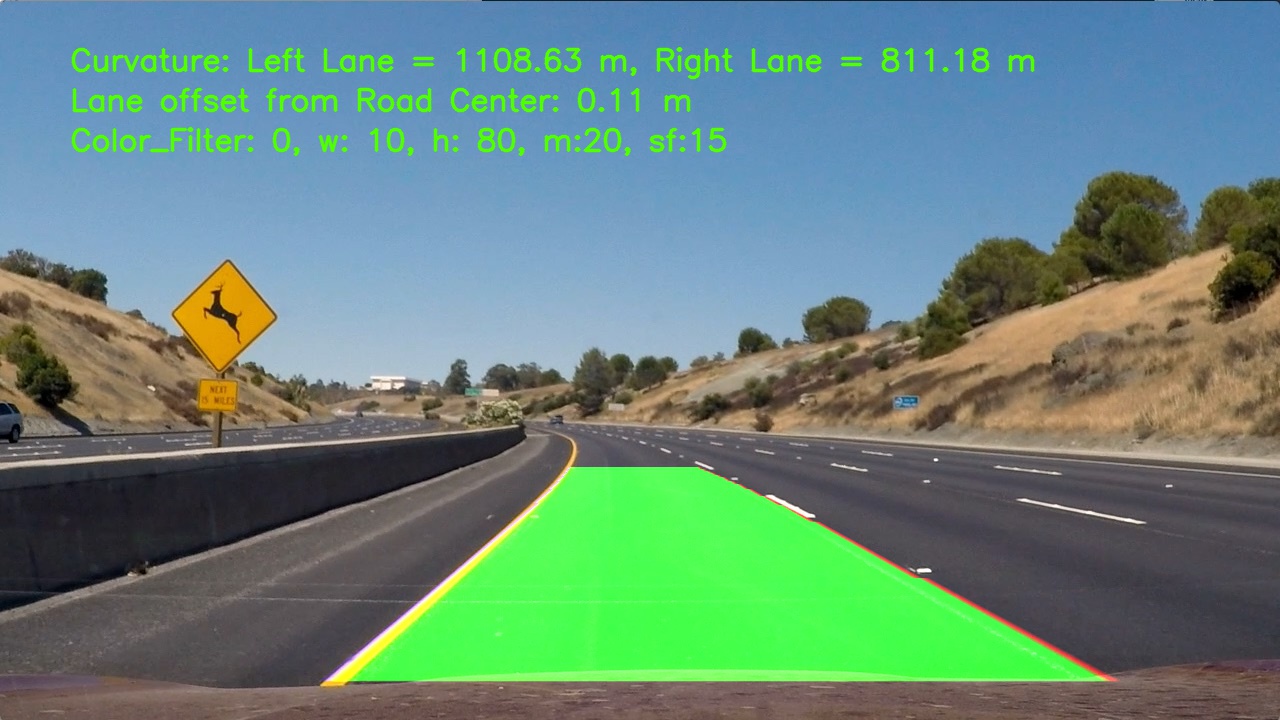 Curvature: Left Lane = 1108.63 m, Right Lane = 811.18 m
Lane offset from Road Center: 0.11 m
Color_Filter: 0, w: 10, h: 80, m:20, sf:15
NEXT
15 MILES